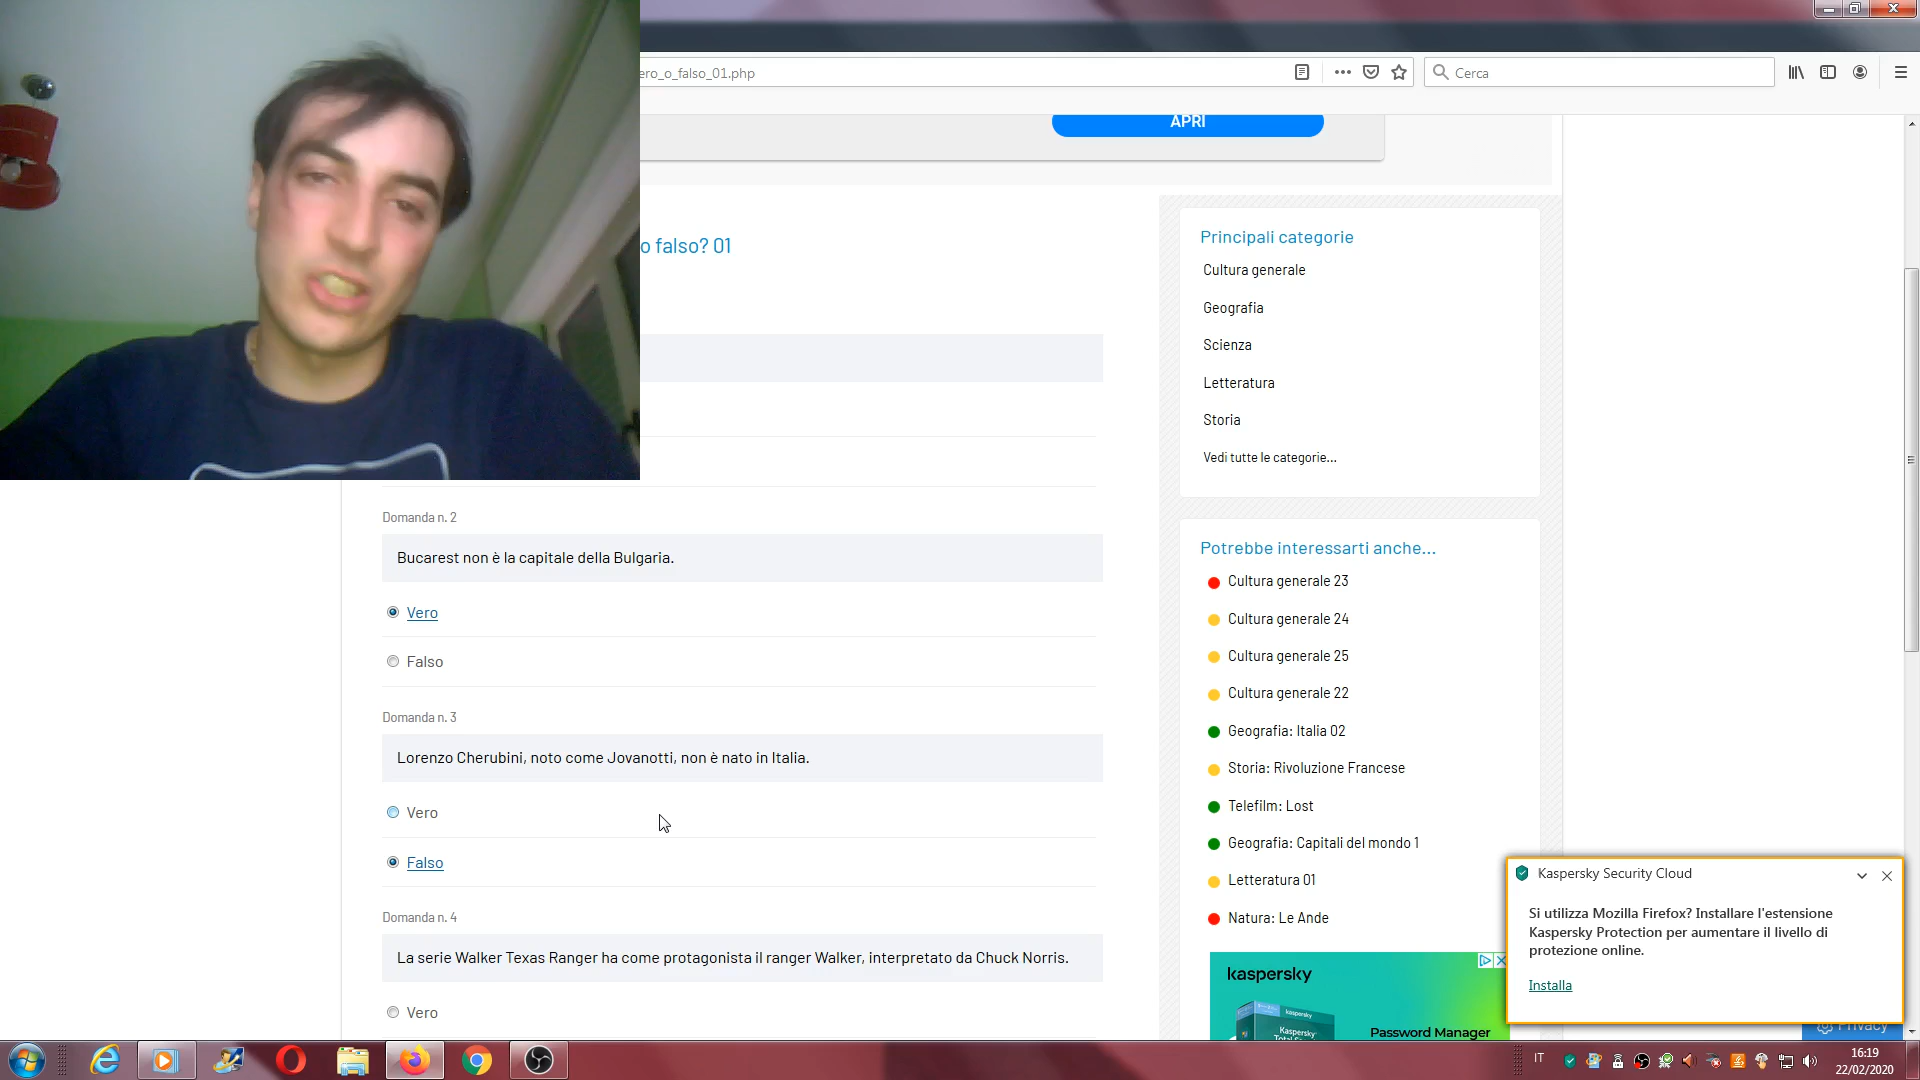 ero_o_falso_01.php
Cerca
APRI
o falso? 01
Principali categorie
Cultura generale
Geografia
Scienza
Letteratura
Storia
Vedi tutte le categorie...
Domanda n. 2
Bucarest non è la capitale della Bulgaria.
Vero
Falso
Domanda n. 3
Lorenzo Cherubini, noto come Jovanotti, non è nato in Italia.
Vero
Falso
Domanda n. 4
La serie Walker Texas Ranger ha come protagonista il ranger Walker, interpretato da Chuck Norris.
Vero
Potrebbe interessarti anche...
Cultura generale 23
Cultura generale 24
Cultura generale 25
Cultura generale 22
Geografia: Italia 02
Storia: Rivoluzione Francese
Telefilm: Lost
Geografia: Capitali del mondo 1
Letteratura 01
Natura: Le Ande
kaspersky
kaspersky
Kaspersky
Password Manager
Kaspersky Security Cloud
Si utilizza Mozilla Firefox? Installare l'estensione
Kaspersky Protection per aumentare il livello di
protezione online.
Installa
Privacy
IT
16:19
22/02/2020